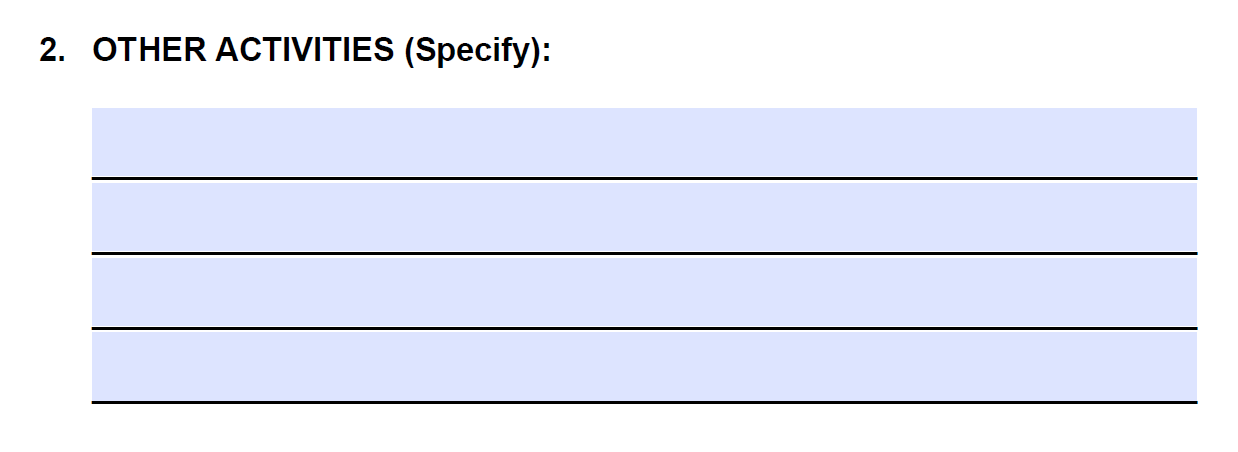 2. OTHER ACTIVITIES (Specify):